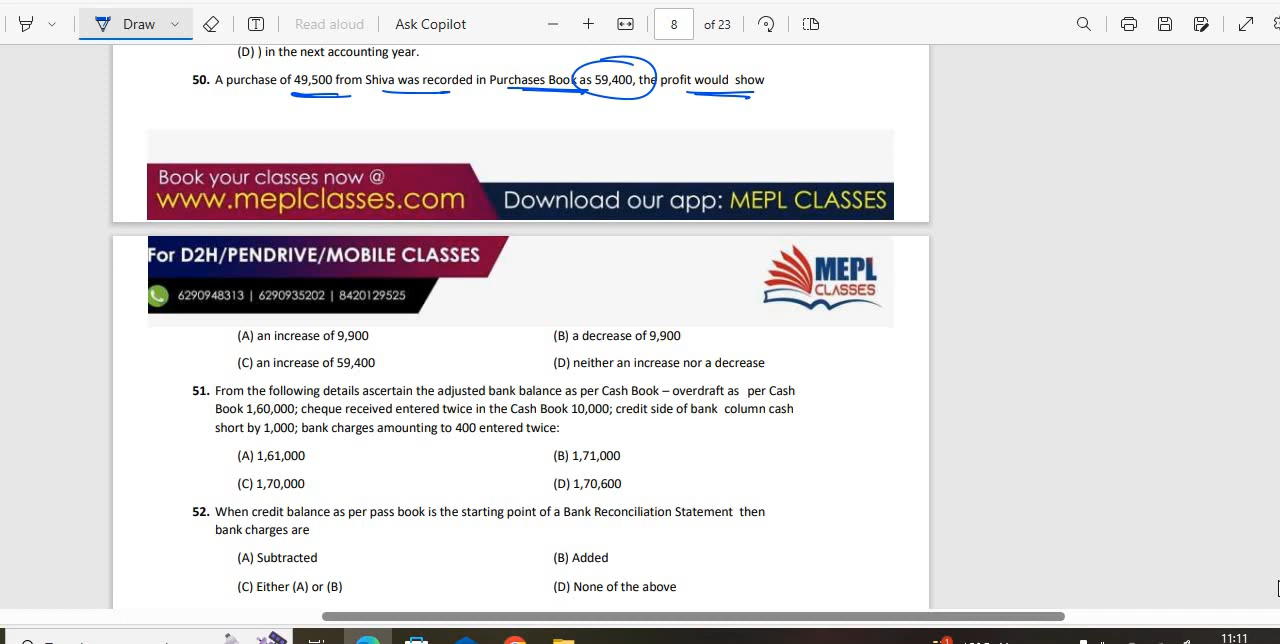 Draw
Read aloud
Ask Copilot
8
of 23
(D) ) in the next accounting year.
50. A purchase of 49,500 from Shiva was recorded in Purchases Book as 59,400, the profit would show
Book your classes now @
www.meplclasses.com
Download our app: MEPL CLASSES
For D2H/PENDRIVE/MOBILE CLASSES
6290948313 | 6290935202 | 8420129525
MEPL
CLASSES
(A) an increase of 9,900
(B) a decrease of 9,900
(C) an increase of 59,400
(D) neither an increase nor a decrease
51. From the following details ascertain the adjusted bank balance as per Cash Book – overdraft as per Cash
Book 1,60,000; cheque received entered twice in the Cash Book 10,000; credit side of bank column cash
short by 1,000; bank charges amounting to 400 entered twice:
(A) 1,61,000
(B) 1,71,000
(C) 1,70,000
(D) 1,70,600
52. When credit balance as per pass book is the starting point of a Bank Reconciliation Statement then
bank charges are
(A) Subtracted
(B) Added
(C) Either (A) or (B)
(D) None of the above
11:11